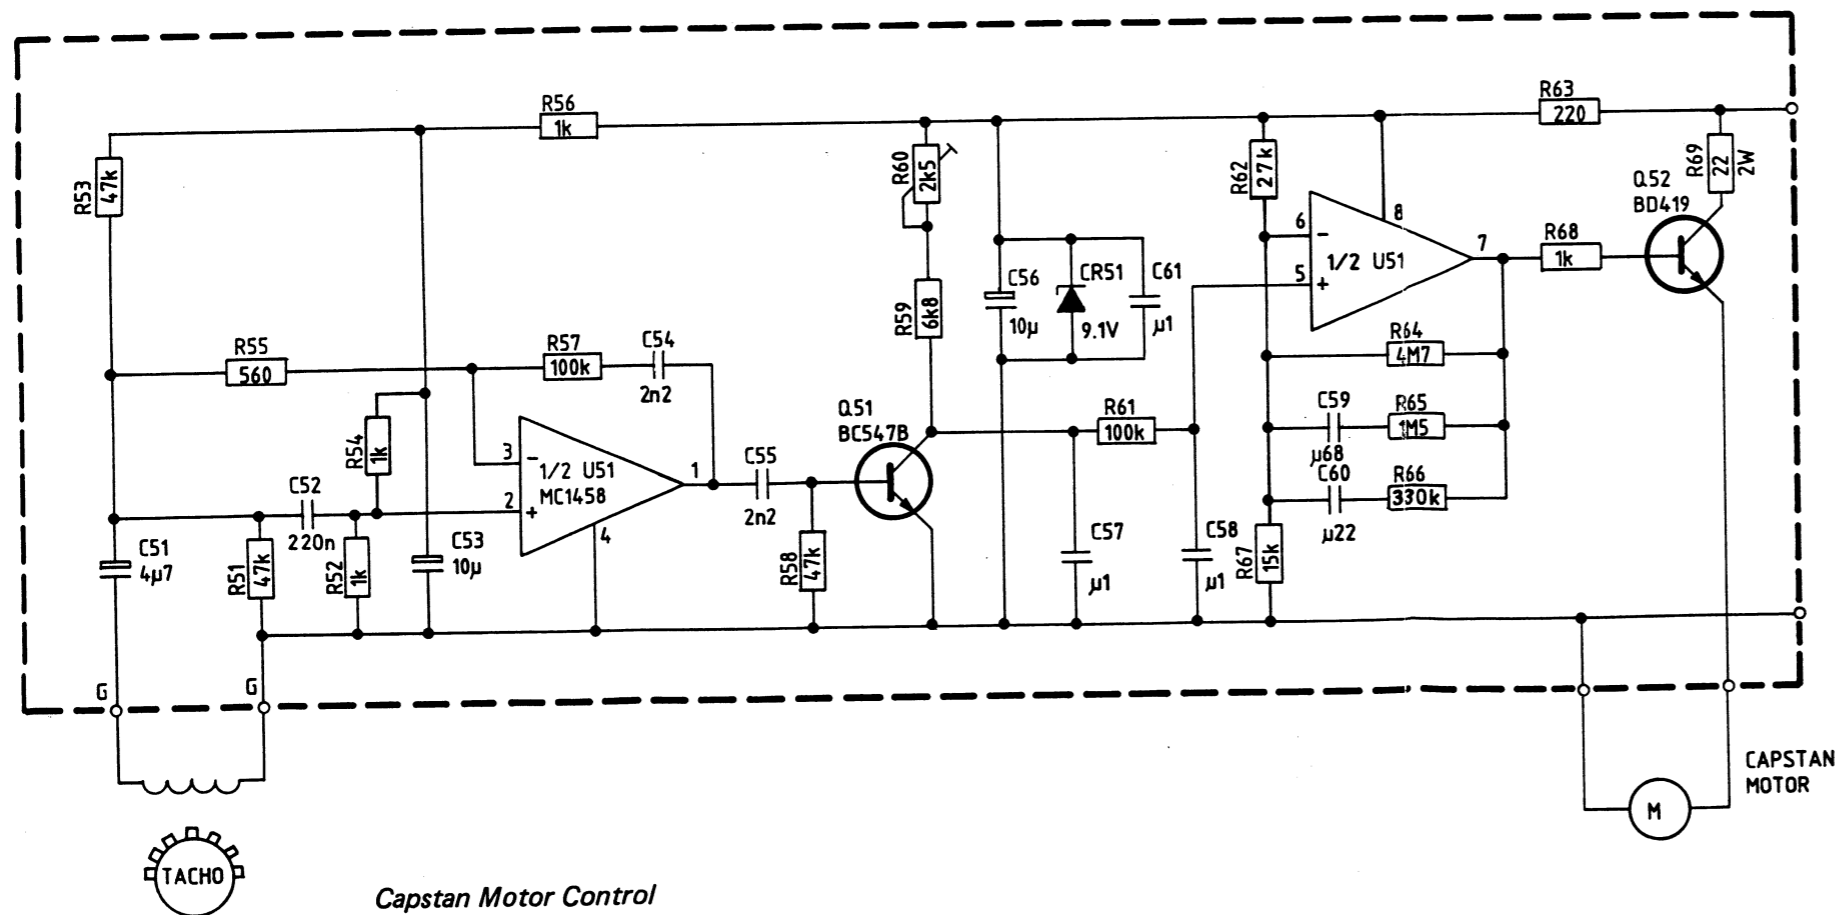 R56
1k
R63
220
R53
47k
R60
2k5
R62
27k
R69
22
2W
Q52
BD419
6
−
8
7
1/2 U51
5
+
R68
1k
C56
10µ
CR51
9.1V
C61
µ1
R59
6k8
R55
560
R57
100k
C54
2n2
R64
4M7
Q51
BC547B
R61
100k
C59
µ68
R65
1M5
R54
1k
3
−
1/2 U51
MC1458
2
+
1
4
C55
2n2
C60
µ22
R66
330k
C52
220n
C51
4µ7
R51
47k
R52
1k
C53
10µ
R58
47k
C57
µ1
C58
µ1
R67
15k
G
G
CAPSTAN
MOTOR
M
TACHO
Capstan Motor Control